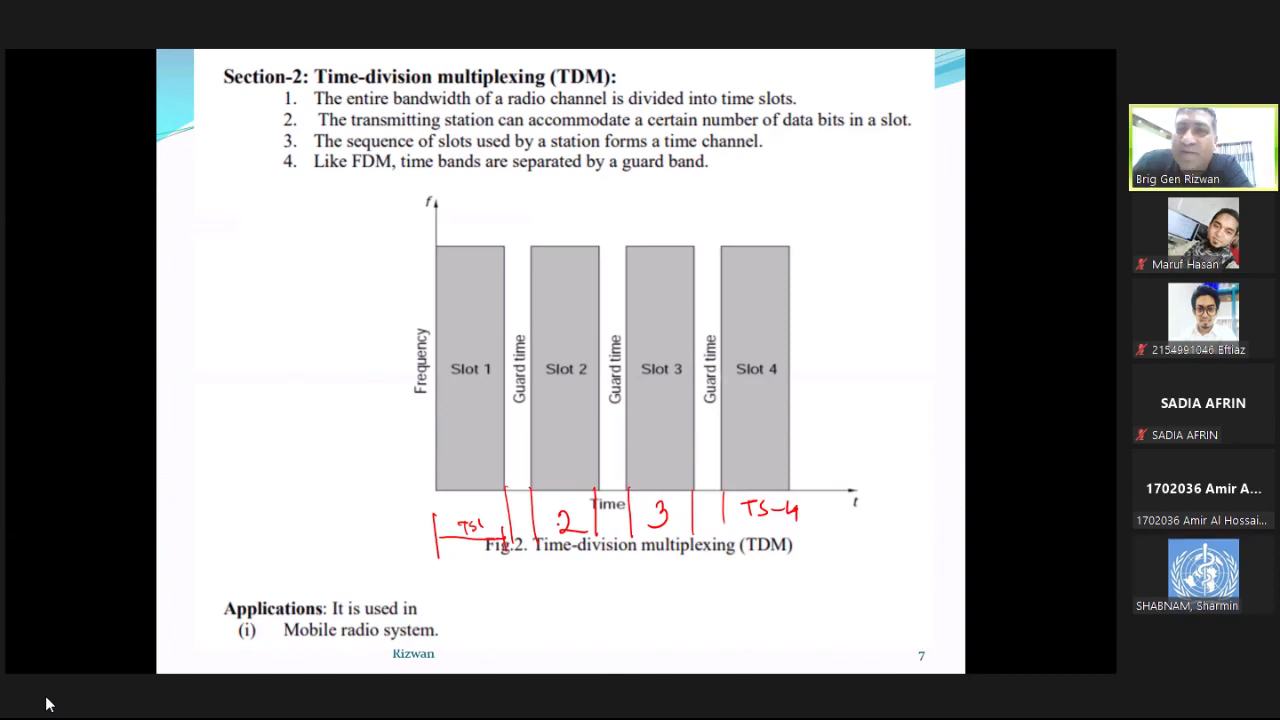 Section-2: Time-division multiplexing (TDM):
1. The entire bandwidth of a radio channel is divided into time slots.
2. The transmitting station can accommodate a certain number of data bits in a slot.
3. The sequence of slots used by a station forms a time channel.
4. Like FDM, time bands are separated by a guard band.
f
Frequency
Slot 1
Guard time
Slot 2
Guard time
Slot 3
Guard time
Slot 4
Time
t
TS1
2
3
TS-4
Fig.2. Time-division multiplexing (TDM)
Applications: It is used in
(i) Mobile radio system.
Rizwan
7
Brig Gen Rizwan
Maruf Hasan
2154991046 Eftiaz
SADIA AFRIN
SADIA AFRIN
1702036 Amir A...
1702036 Amir Al Hossai...
SHABNAM, Sharmin